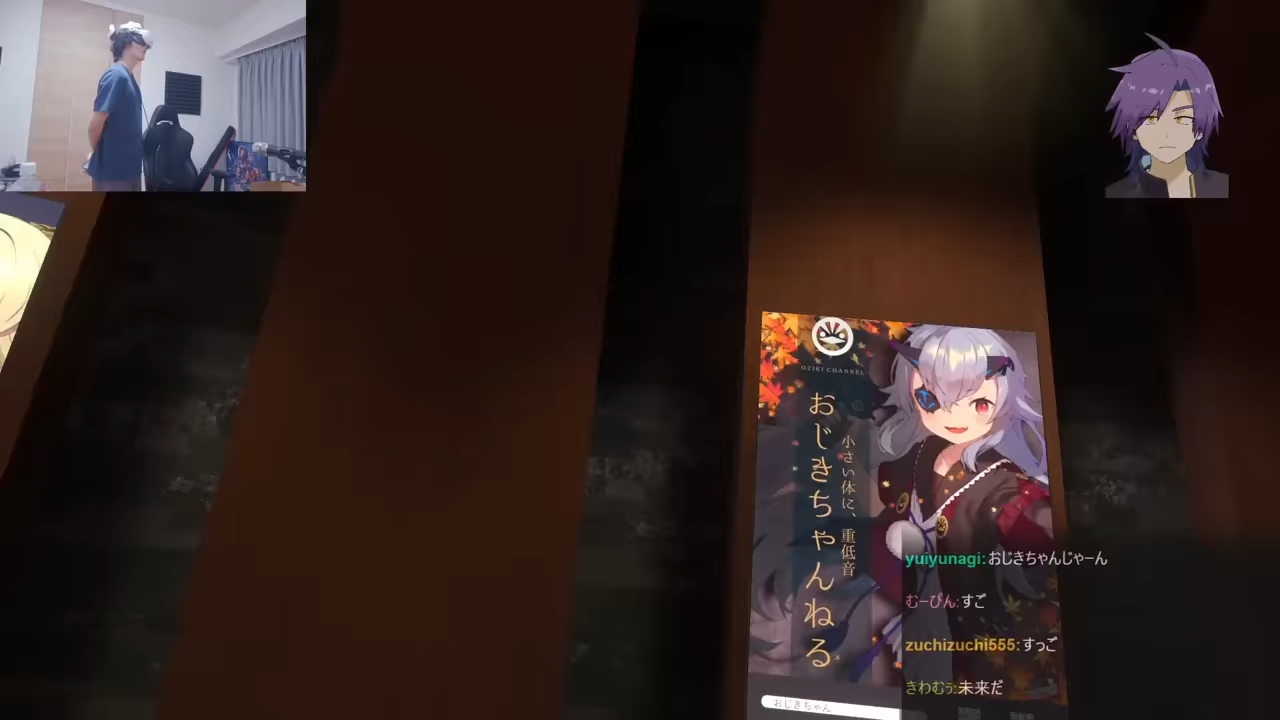 OZIKI CHANNEL
おじきちゃんねる
小さい体に、重低音
yuiyunagi:おじきちゃんじゃーん
むーぴん:すご
zuchizuchi555:すっご
きわむぅ:未来だ
おじきちゃん